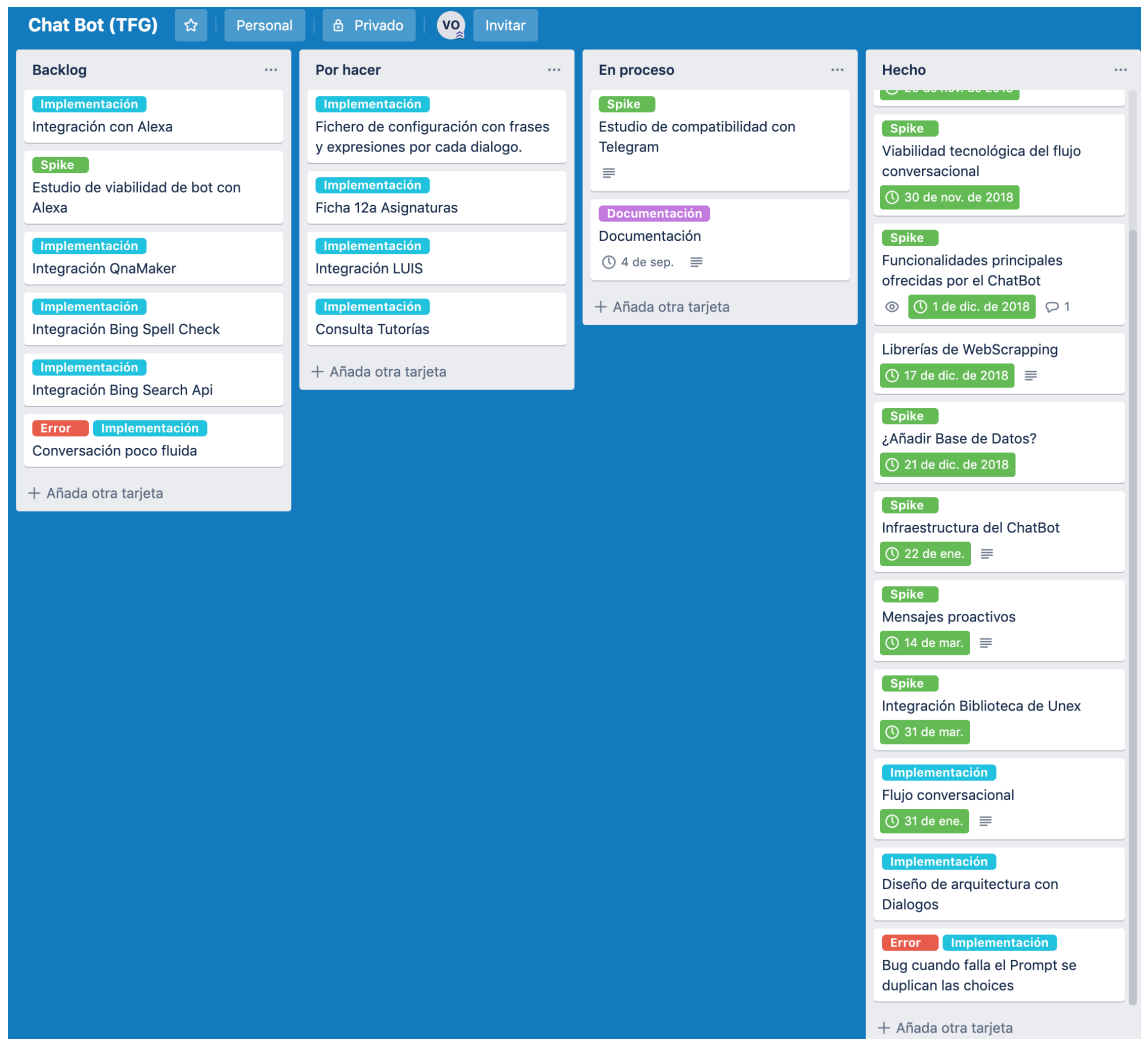 Chat Bot (TFG)
Personal
Privado
VO
Invitar
Backlog
Implementación
Integración con Alexa
Spike
Estudio de viabilidad de bot con
Alexa
Implementación
Integración QnaMaker
Implementación
Integración Bing Spell Check
Implementación
Integración Bing Search Api
Error Implementación
Conversación poco fluida
+ Añada otra tarjeta
Por hacer
Implementación
Fichero de configuración con frases
y expresiones por cada dialogo.
Implementación
Ficha 12a Asignaturas
Implementación
Integración LUIS
Implementación
Consulta Tutorías
+ Añada otra tarjeta
En proceso
Spike
Estudio de compatibilidad con
Telegram
Documentación
Documentación
4 de sep.
+ Añada otra tarjeta
Hecho
Spike
Viabilidad tecnológica del flujo
conversacional
30 de nov. de 2018
Spike
Funcionalidades principales
ofrecidas por el ChatBot
1 de dic. de 2018 1
Librerías de WebScrapping
17 de dic. de 2018
Spike
¿Añadir Base de Datos?
21 de dic. de 2018
Spike
Infraestructura del ChatBot
22 de ene.
Spike
Mensajes proactivos
14 de mar.
Spike
Integración Biblioteca de Unex
31 de mar.
Implementación
Flujo conversacional
31 de ene.
Implementación
Diseño de arquitectura con
Dialogos
Error Implementación
Bug cuando falla el Prompt se
duplican las choices
+ Añada otra tarjeta